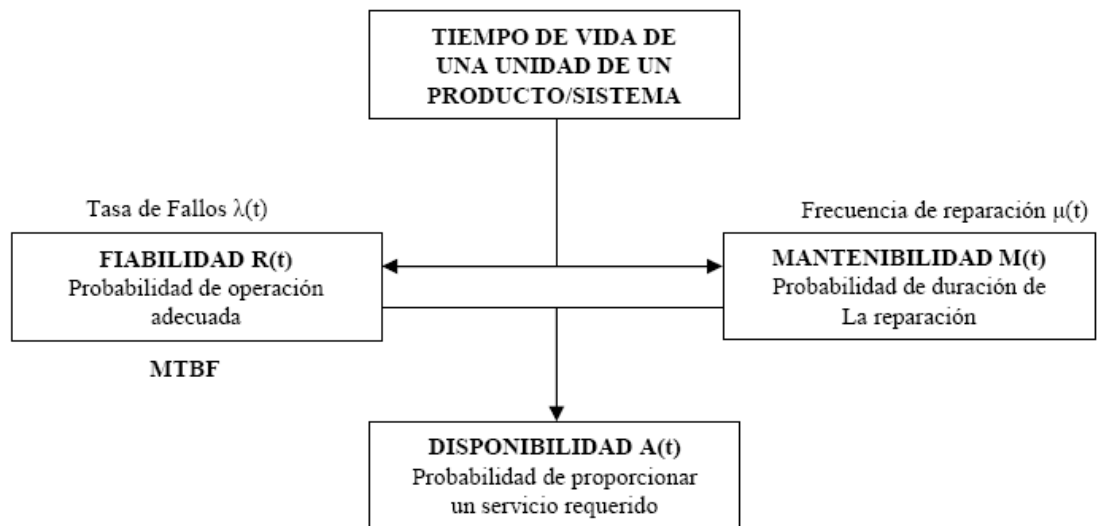 TIEMPO DE VIDA DE
UNA UNIDAD DE UN
PRODUCTO/SISTEMA
Tasa de Fallos λ(t)
FIABILIDAD R(t)
Probabilidad de operación
adecuada
MTBF
Frecuencia de reparación μ(t)
MANTENIBILIDAD M(t)
Probabilidad de duración de
La reparación
DISPONIBILIDAD A(t)
Probabilidad de proporcionar
un servicio requerido